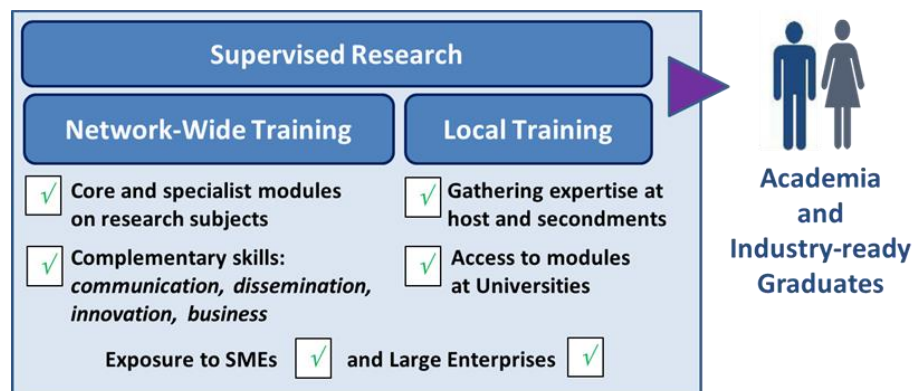 Supervised Research
Network-Wide Training
Local Training
√ Core and specialist modules
on research subjects
√ Complementary skills:
communication, dissemination,
innovation, business
√ Gathering expertise at
host and secondments
√ Access to modules
at Universities
Exposure to SMEs √ and Large Enterprises √
Academia
and
Industry-ready
Graduates